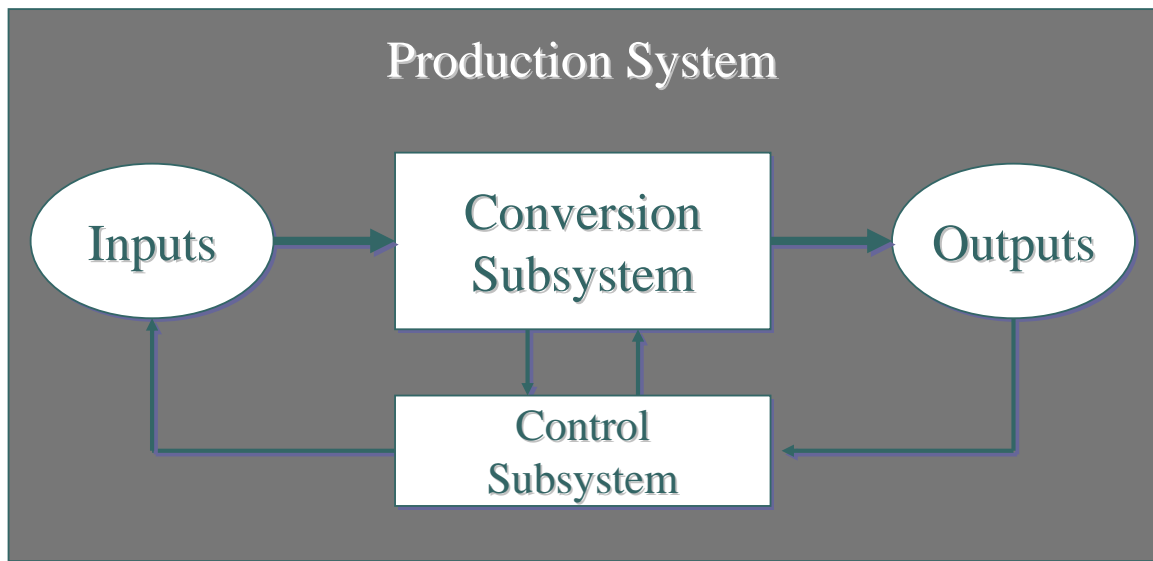 Production System
Inputs
Conversion
Subsystem
Outputs
Control
Subsystem